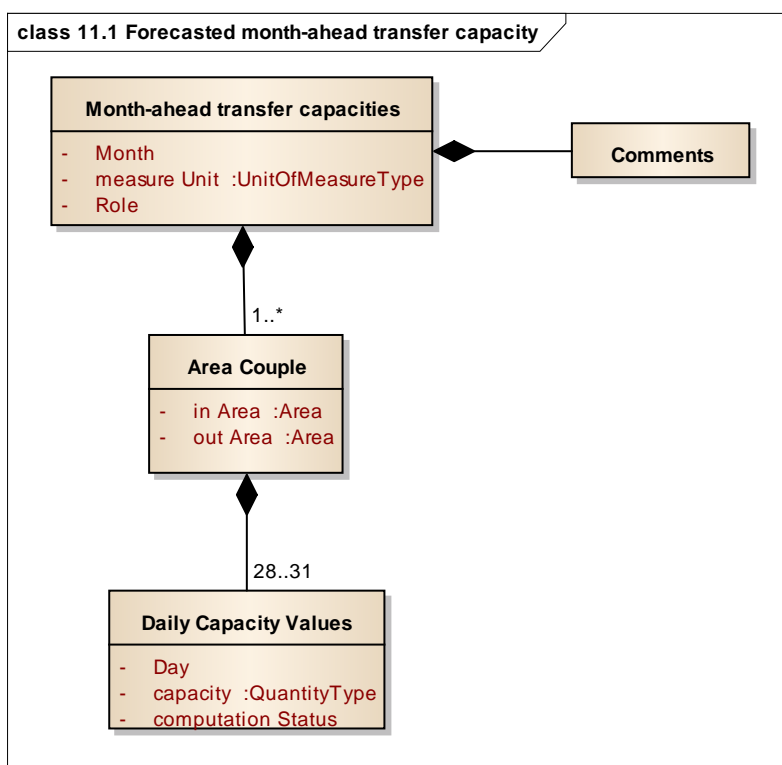 class 11.1 Forecasted month-ahead transfer capacity
Month-ahead transfer capacities
- Month
- measure Unit :UnitOfMeasureType
- Role
Comments
1..*
Area Couple
- in Area :Area
- out Area :Area
28..31
Daily Capacity Values
- Day
- capacity :QuantityType
- computation Status